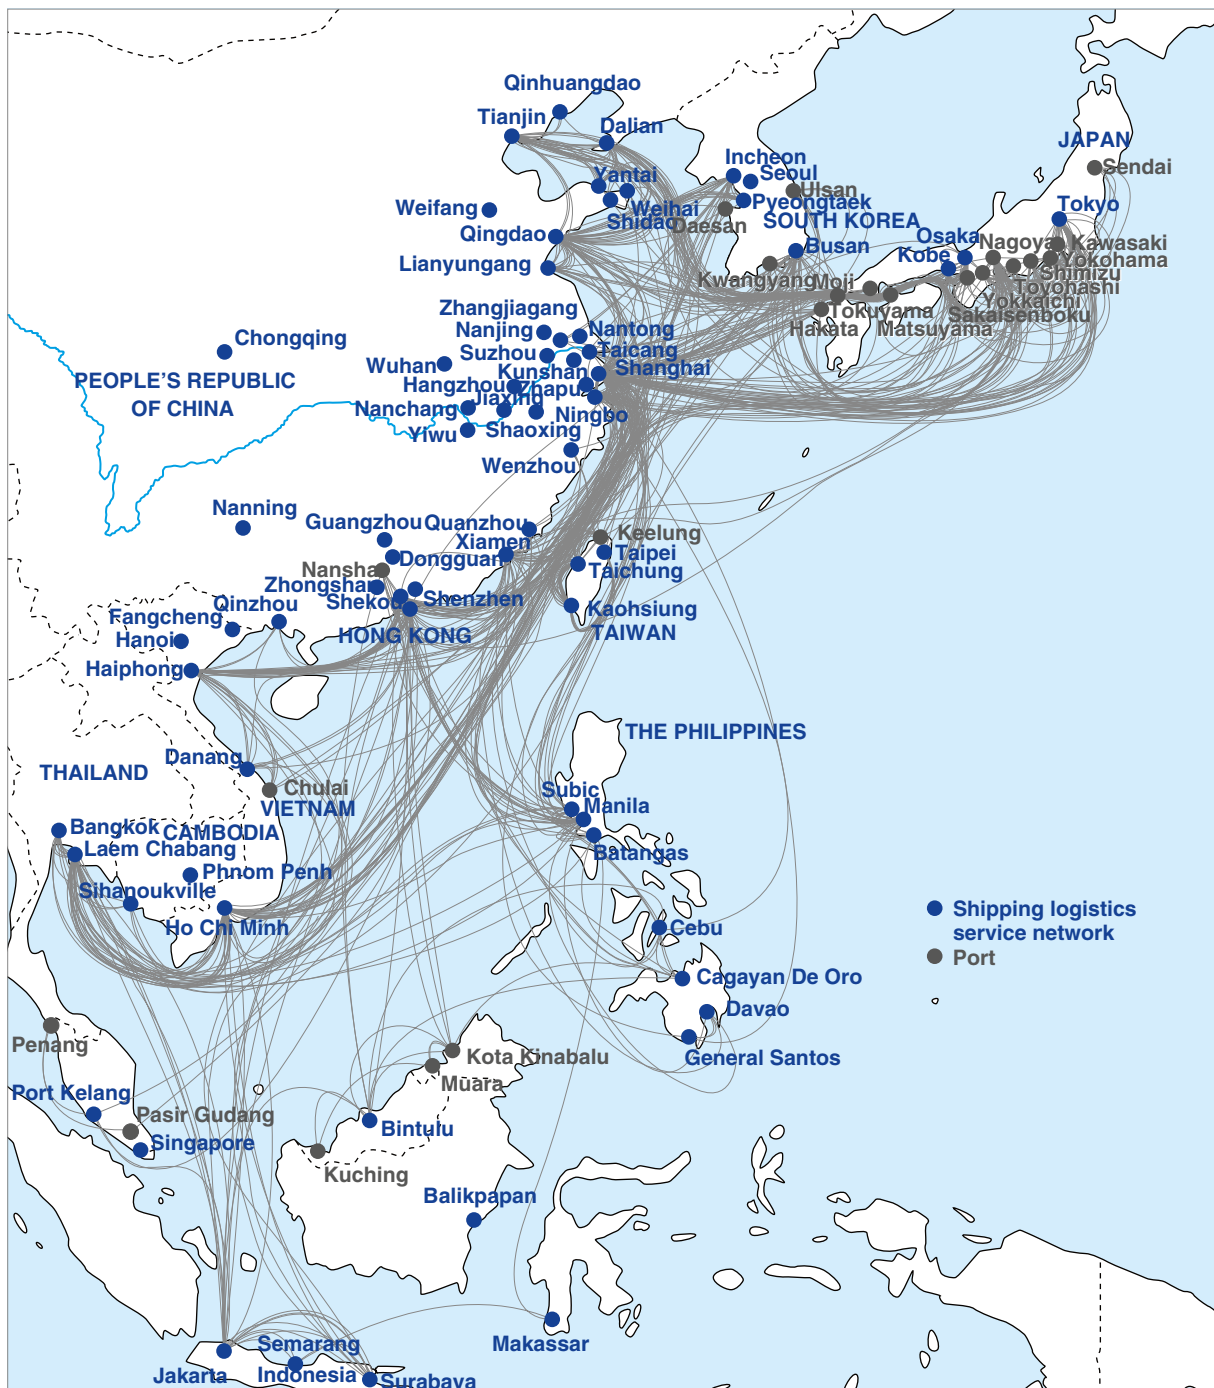 Qinhuangdao
Tianjin
Dalian
JAPAN
Incheon
Sendai
Yantai
Seoul
Ulsan
Weifang
Weihai
Pyeongtaek
Tokyo
Shidao
Daesan
SOUTH KOREA
Qingdao
Osaka
Nagoya
Kawasaki
Busan
Kobe
Yokohama
Lianyungang
Shimizu
Kwangyang
Moji
Toyohashi
Zhangjiagang
Yokkaichi
Tokuyama
Sakaisenboku
Nanjing
Nantong
Hakata
Matsuyama
Chongqing
Suzhou
Taicang
Wuhan
Kunshan
Shanghai
PEOPLE'S REPUBLIC
OF CHINA
Hangzhou
Zhapu
Jiaxing
Nanchang
Ningbo
Yiwu
Shaoxing
Wenzhou
Nanning
Guangzhou
Quanzhou
Keelung
Xiamen
Taipei
Dongguan
Nansha
Taichung
Zhongshan
Shekou
Shenzhen
Qinzhou
Fangcheng
Kaohsiung
Hanoi
HONG KONG
TAIWAN
Haiphong
THE PHILIPPINES
Danang
THAILAND
Chulai
Subic
VIETNAM
Manila
Bangkok
CAMBODIA
Laem Chabang
Batangas
Phnom Penh
Sihanoukville
Shipping logistics
service network
Ho Chi Minh
Cebu
Port
Cagayan De Oro
Davao
Penang
Kota Kinabalu
General Santos
Muara
Port Kelang
Pasir Gudang
Bintulu
Singapore
Kuching
Balikpapan
Semarang
Makassar
Jakarta
Indonesia
Surabaya